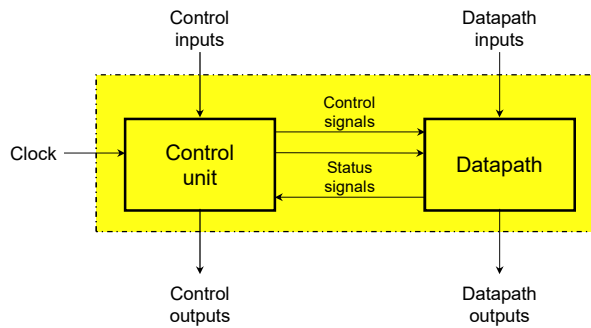 Control
inputs
Datapath
inputs
Control
signals
Clock
Control
unit
Datapath
Status
signals
Control
outputs
Datapath
outputs